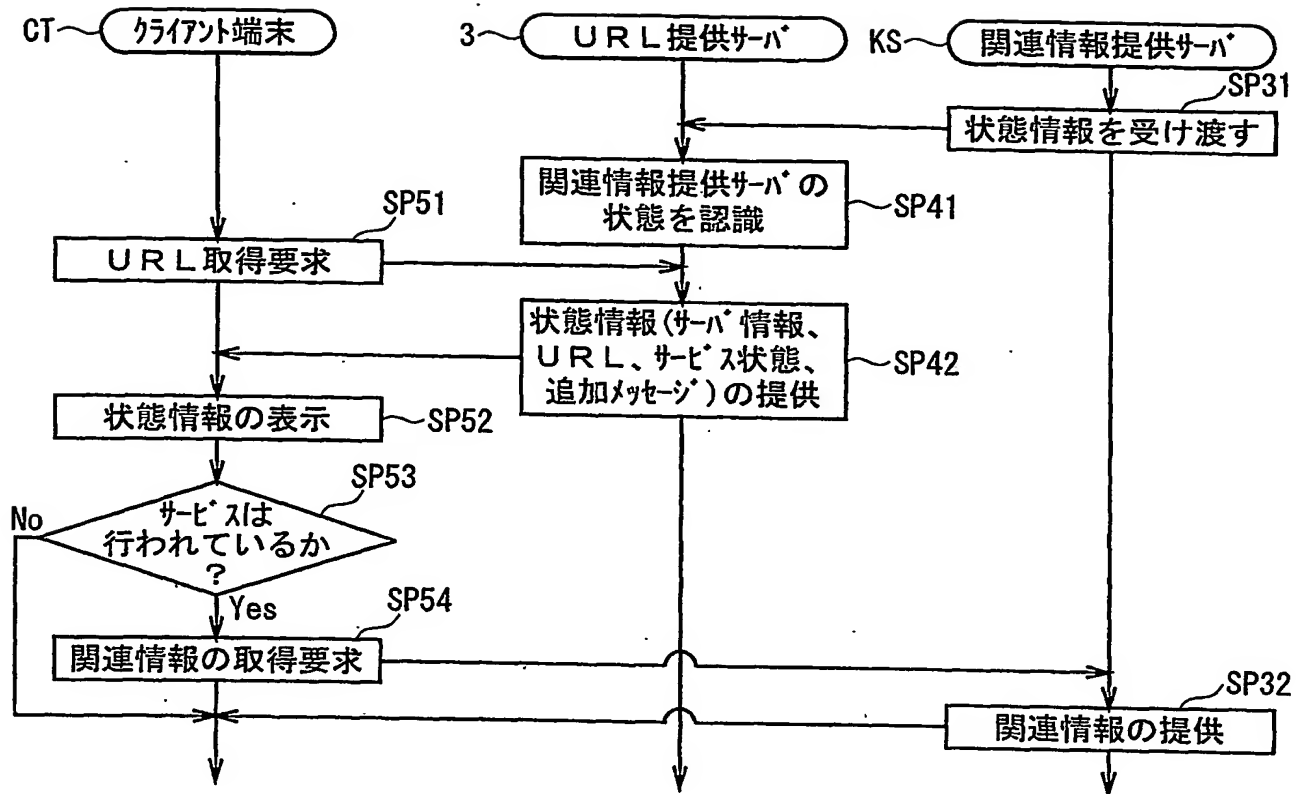 CT
クライアント端末
3
URL提供サーバ
KS
関連情報提供サーバ
SP31
状態情報を受け渡す
関連情報提供サーバの
状態を認識
SP41
SP51
URL取得要求
状態情報(サーバ情報、
URL、サービス状態、
追加メッセージ)の提供
SP42
状態情報の表示
SP52
SP53
No
サービスは
行われているか
?
Yes
SP54
関連情報の取得要求
SP32
関連情報の提供